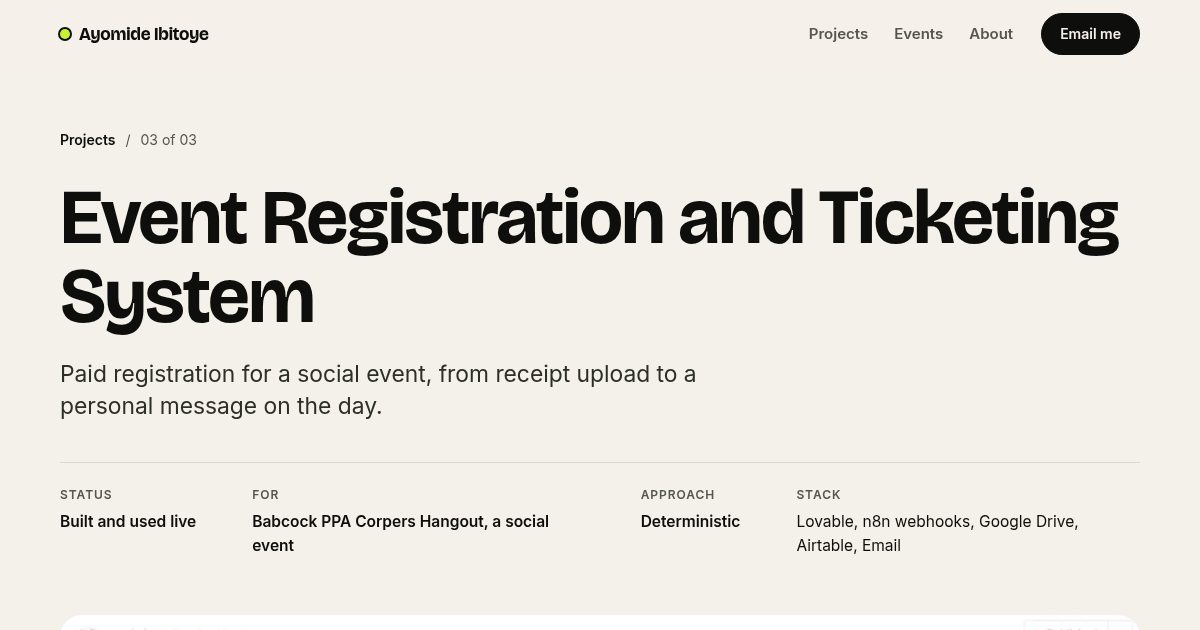 Ayomide Ibitoye
Projects Events About Email me
Projects / 03 of 03
Event Registration and Ticketing
System
Paid registration for a social event, from receipt upload to a
personal message on the day.
STATUS
Built and used live
FOR
Babcock PPA Corpers Hangout, a social
event
APPROACH
Deterministic
STACK
Lovable, n8n webhooks, Google Drive,
Airtable, Email